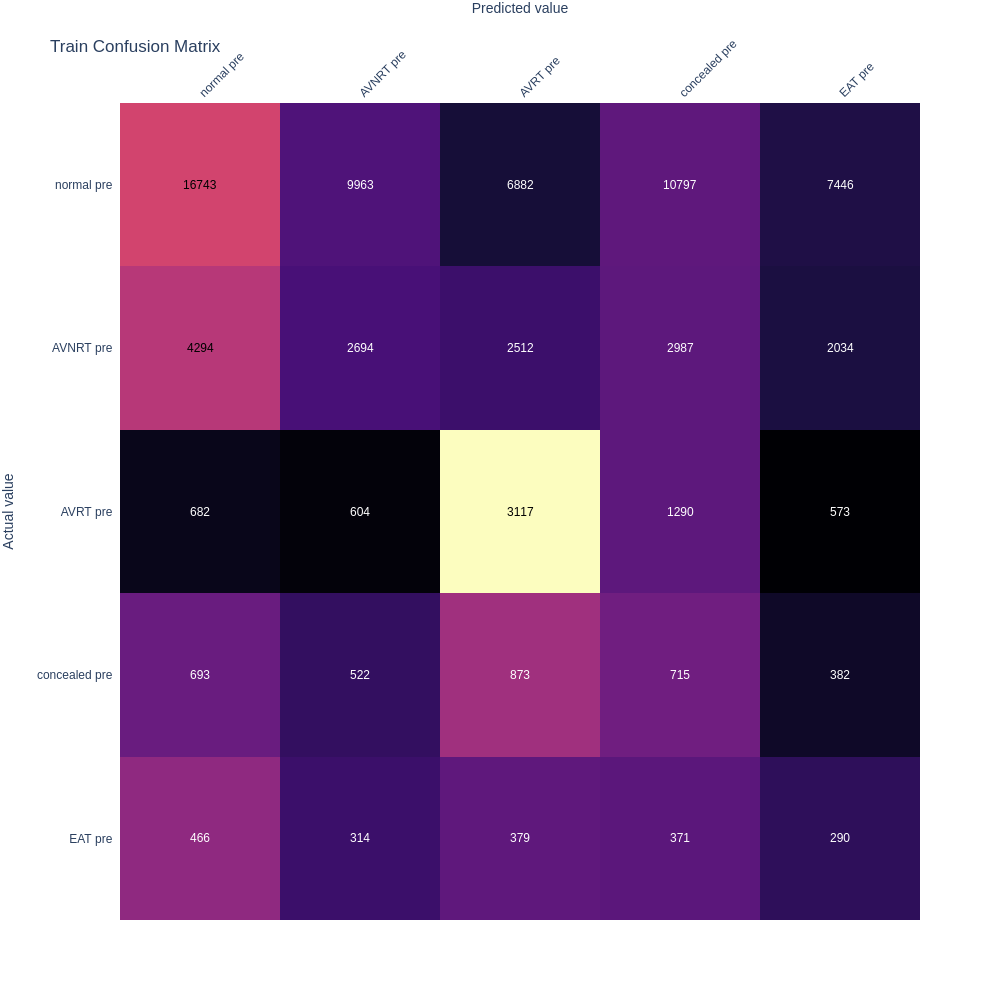 Predicted value
Train Confusion Matrix
normal pre
AVNRT pre
AVRT pre
concealed pre
EAT pre
normal pre 16743 9963 6882 10797 7446
AVNRT pre 4294 2694 2512 2987 2034
AVRT pre 682 604 3117 1290 573
concealed pre 693 522 873 715 382
EAT pre 466 314 379 371 290
Actual value